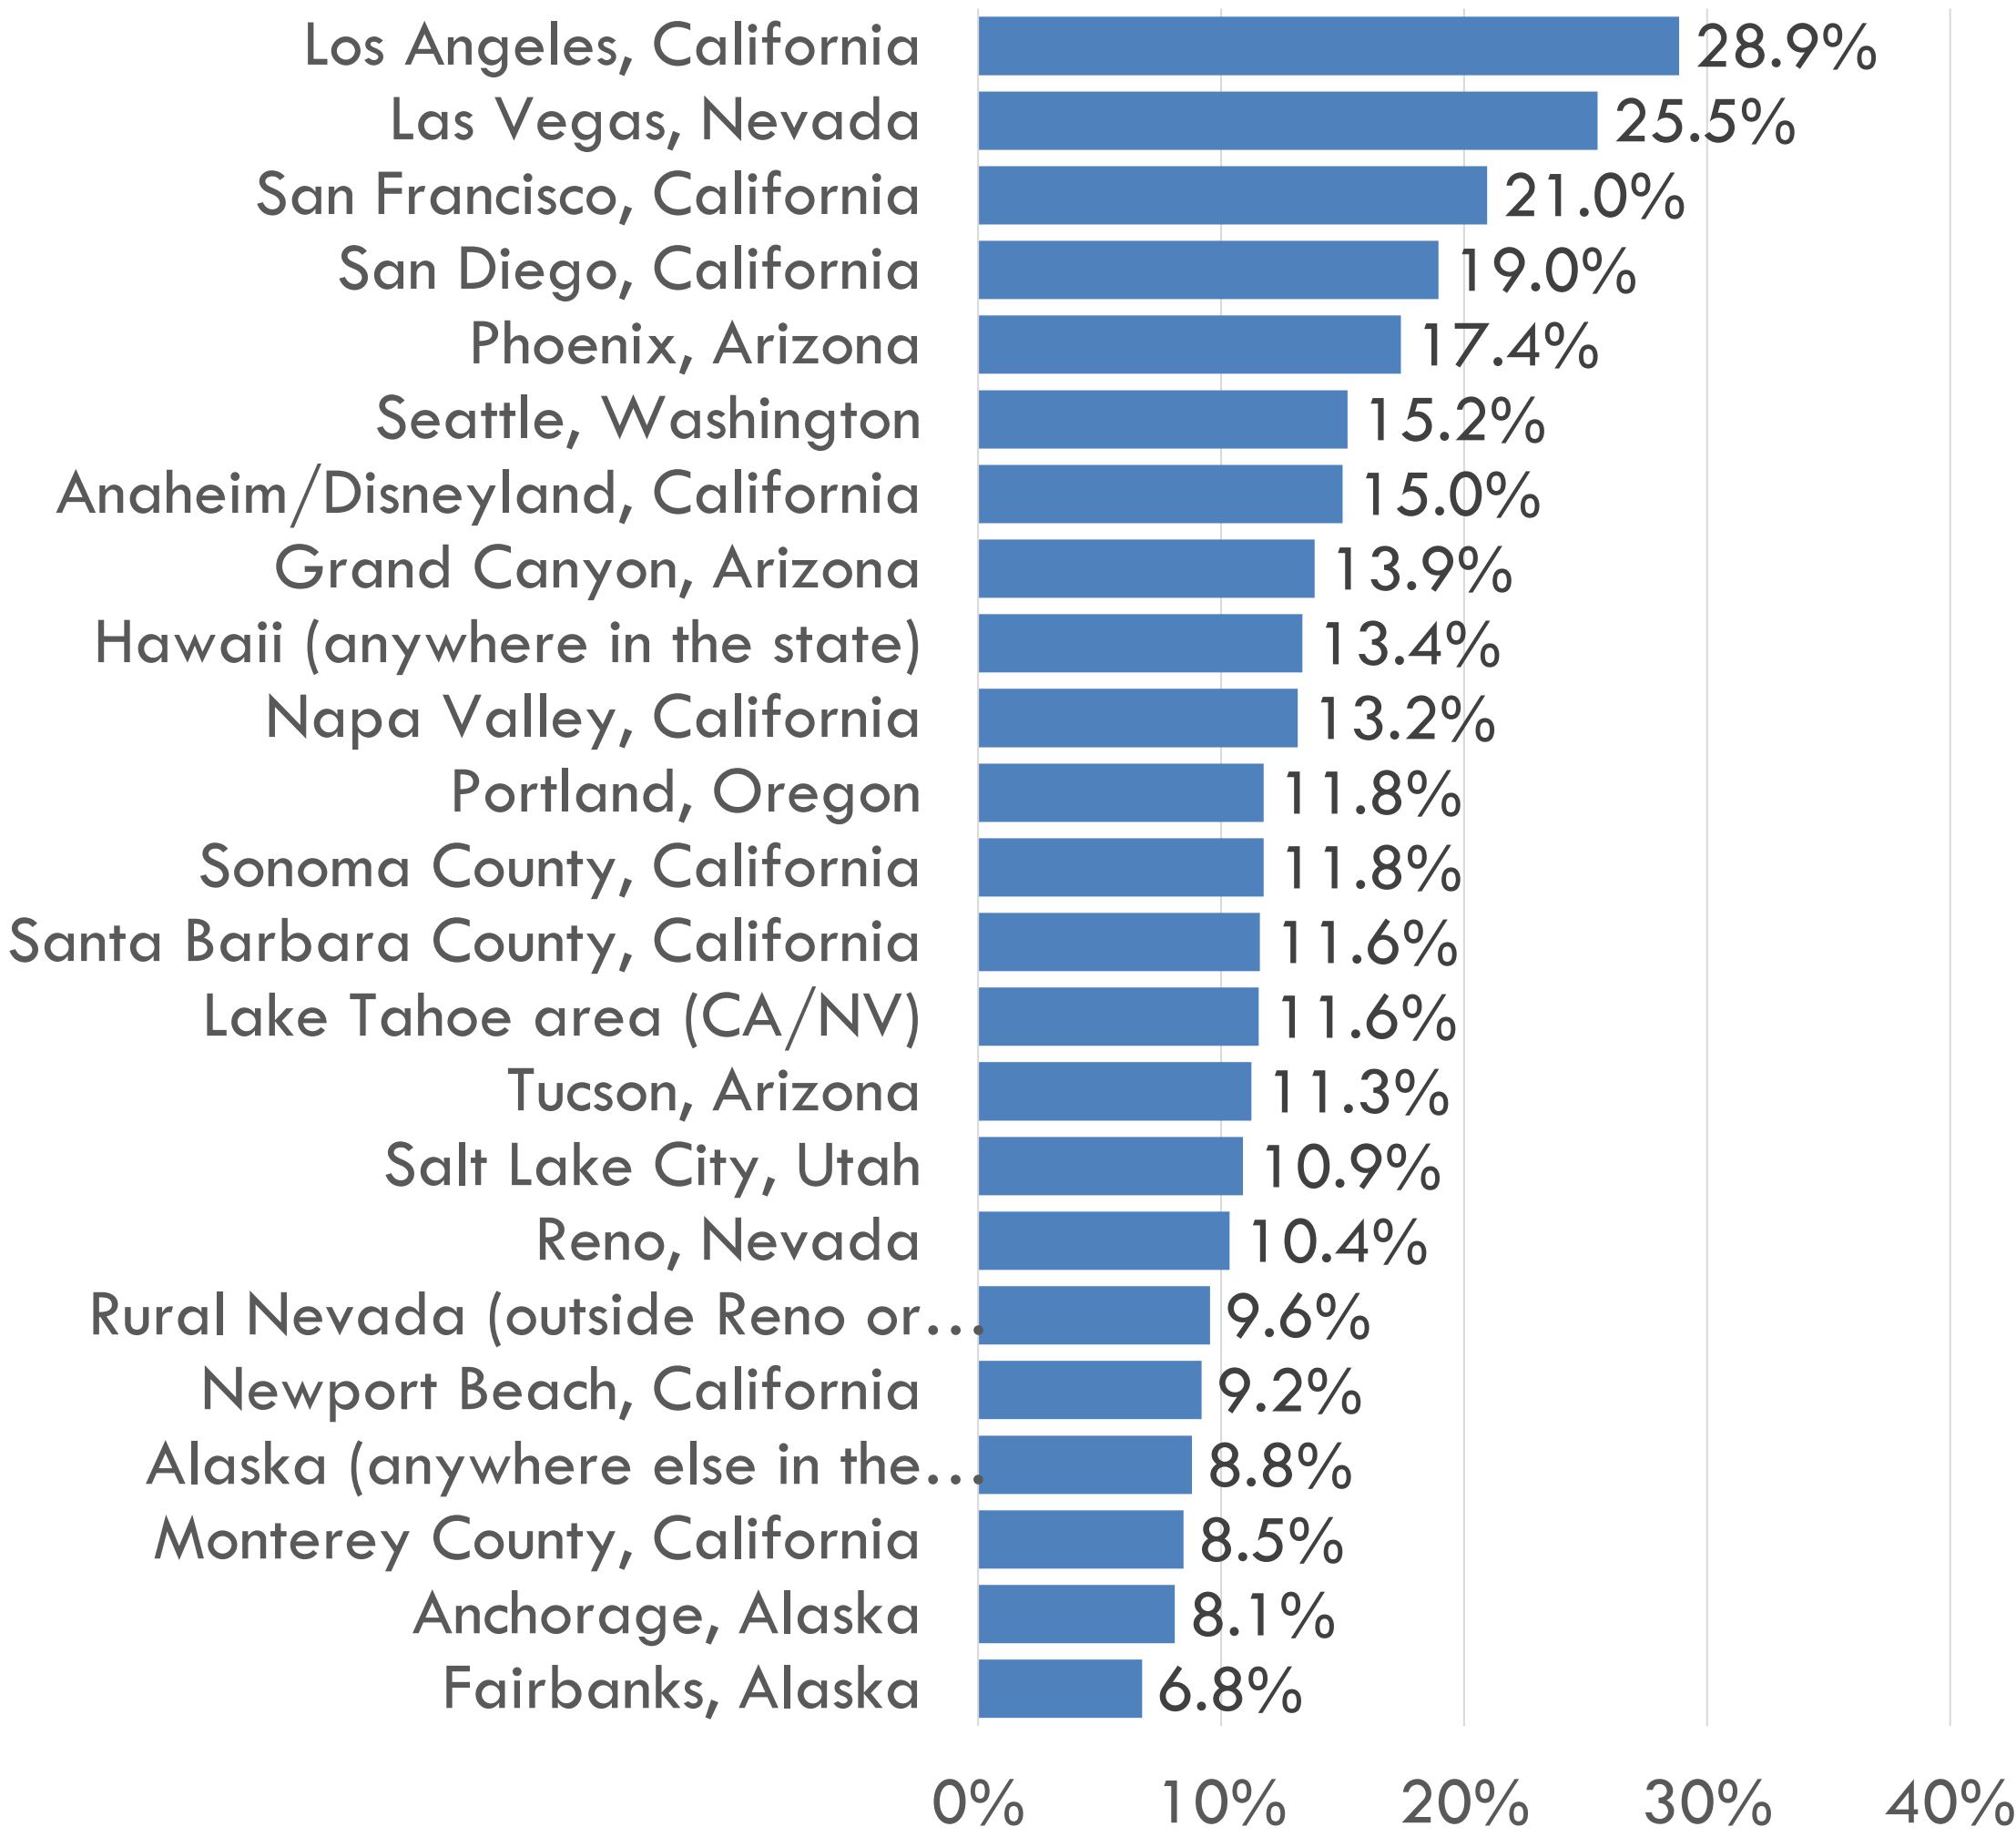 Los Angeles, California 28.9%
Las Vegas, Nevada 25.5%
San Francisco, California 21.0%
San Diego, California 19.0%
Phoenix, Arizona 17.4%
Seattle, Washington 15.2%
Anaheim/Disneyland, California 15.0%
Grand Canyon, Arizona 13.9%
Hawaii (anywhere in the state) 13.4%
Napa Valley, California 13.2%
Portland, Oregon 11.8%
Sonoma County, California 11.8%
Santa Barbara County, California 11.6%
Lake Tahoe area (CA/NV) 11.6%
Tucson, Arizona 11.3%
Salt Lake City, Utah 10.9%
Reno, Nevada 10.4%
Rural Nevada (outside Reno or... 9.6%
Newport Beach, California 9.2%
Alaska (anywhere else in the... 8.8%
Monterey County, California 8.5%
Anchorage, Alaska 8.1%
Fairbanks, Alaska 6.8%
0% 10% 20% 30% 40%